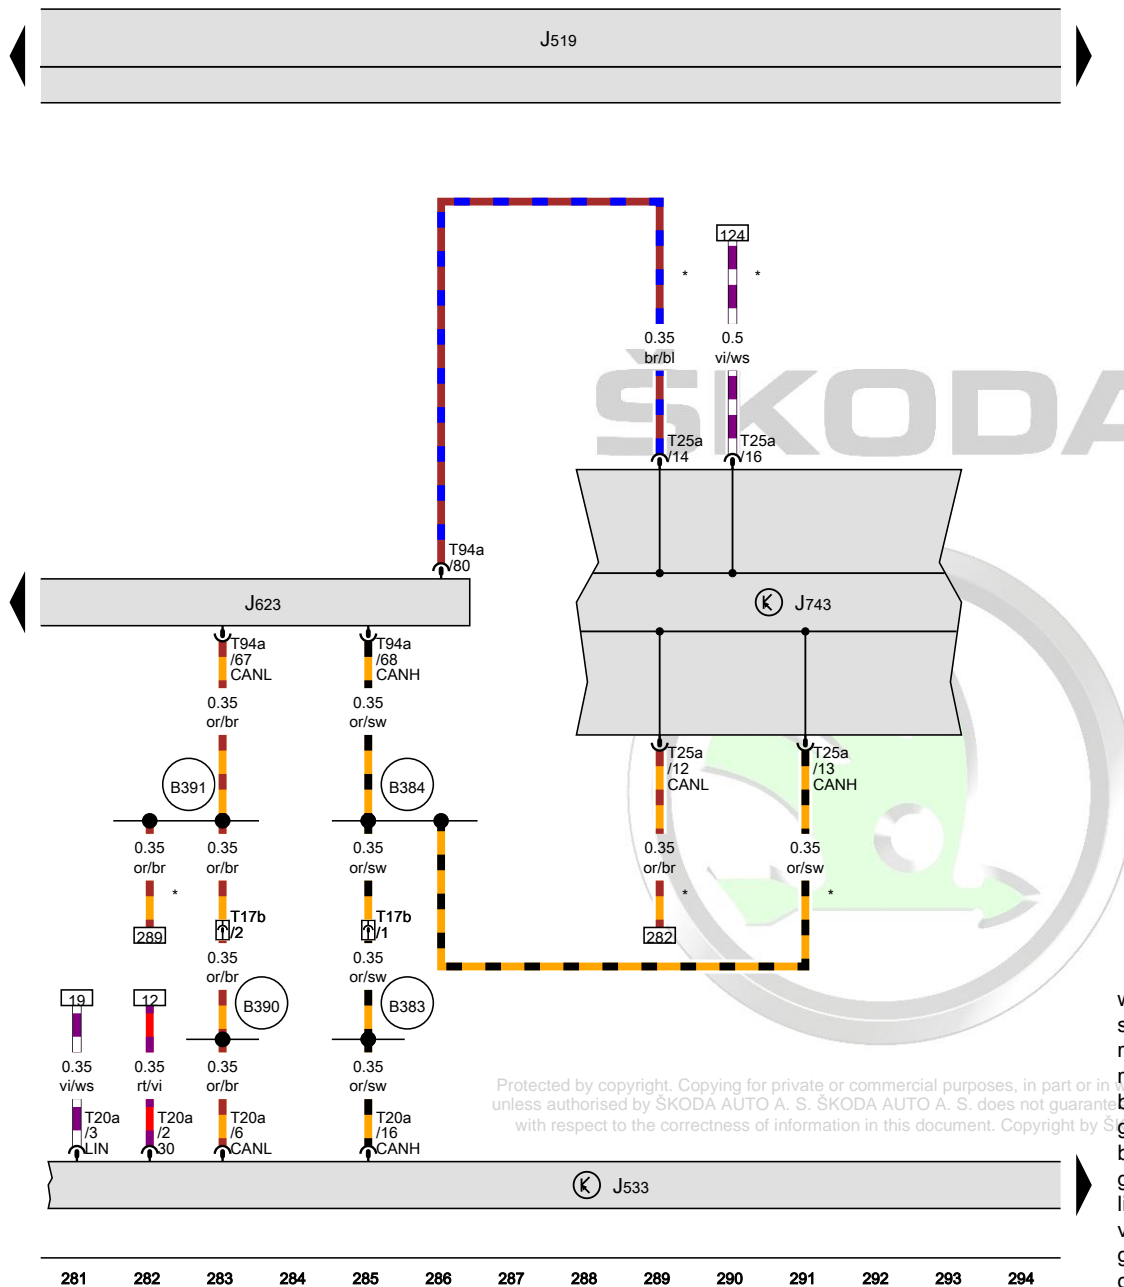 J519
124
*
*
0.35
br/bl
0.5
vi/ws
ŠKODA
T25a
/14
T25a
/16
T94a
/80
J623
J743
T94a
/67
CANL
T94a
/68
CANH
0.35
or/br
0.35
or/sw
T25a
/12
CANL
T25a
/13
CANH
B391
B384
0.35
or/br
0.35
or/br
0.35
or/sw
0.35
or/br
0.35
or/sw
*
*
*
T17b
/2
T17b
/1
289
282
0.35
or/br
0.35
or/sw
19
12
B390
B383
0.35
vi/ws
0.35
rt/vi
0.35
or/br
0.35
or/sw
Protected by copyright. Copying for private or commercial purposes, in part or in
unless authorised by ŠKODA AUTO A. S. ŠKODA AUTO A. S. does not guarante
with respect to the correctness of information in this document. Copyright by
T20a
/3
LIN
T20a
/2
30
T20a
/6
CANL
T20a
/16
CANH
J533
281 282 283 284 285 286 287 288 289 290 291 292 293 294